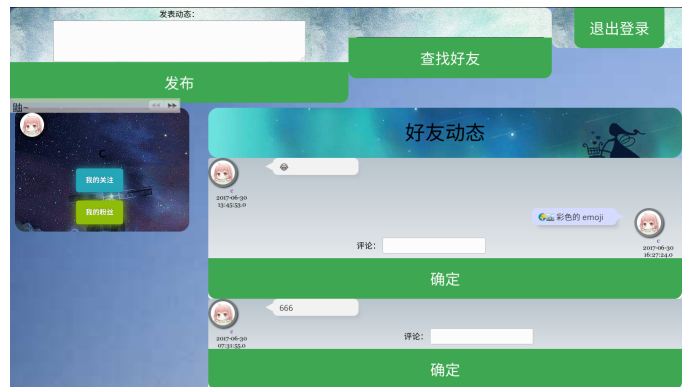 发表动态:
退出登录
查找好友
发布
呦~
好友动态
c
我的关注
我的粉丝
😂
c
2017-06-30
13:45:53.0
彩色的 emoji
c
2017-06-30
16:27:24.0
评论:
确定
666
c
2017-06-30
07:31:55.0
评论:
确定